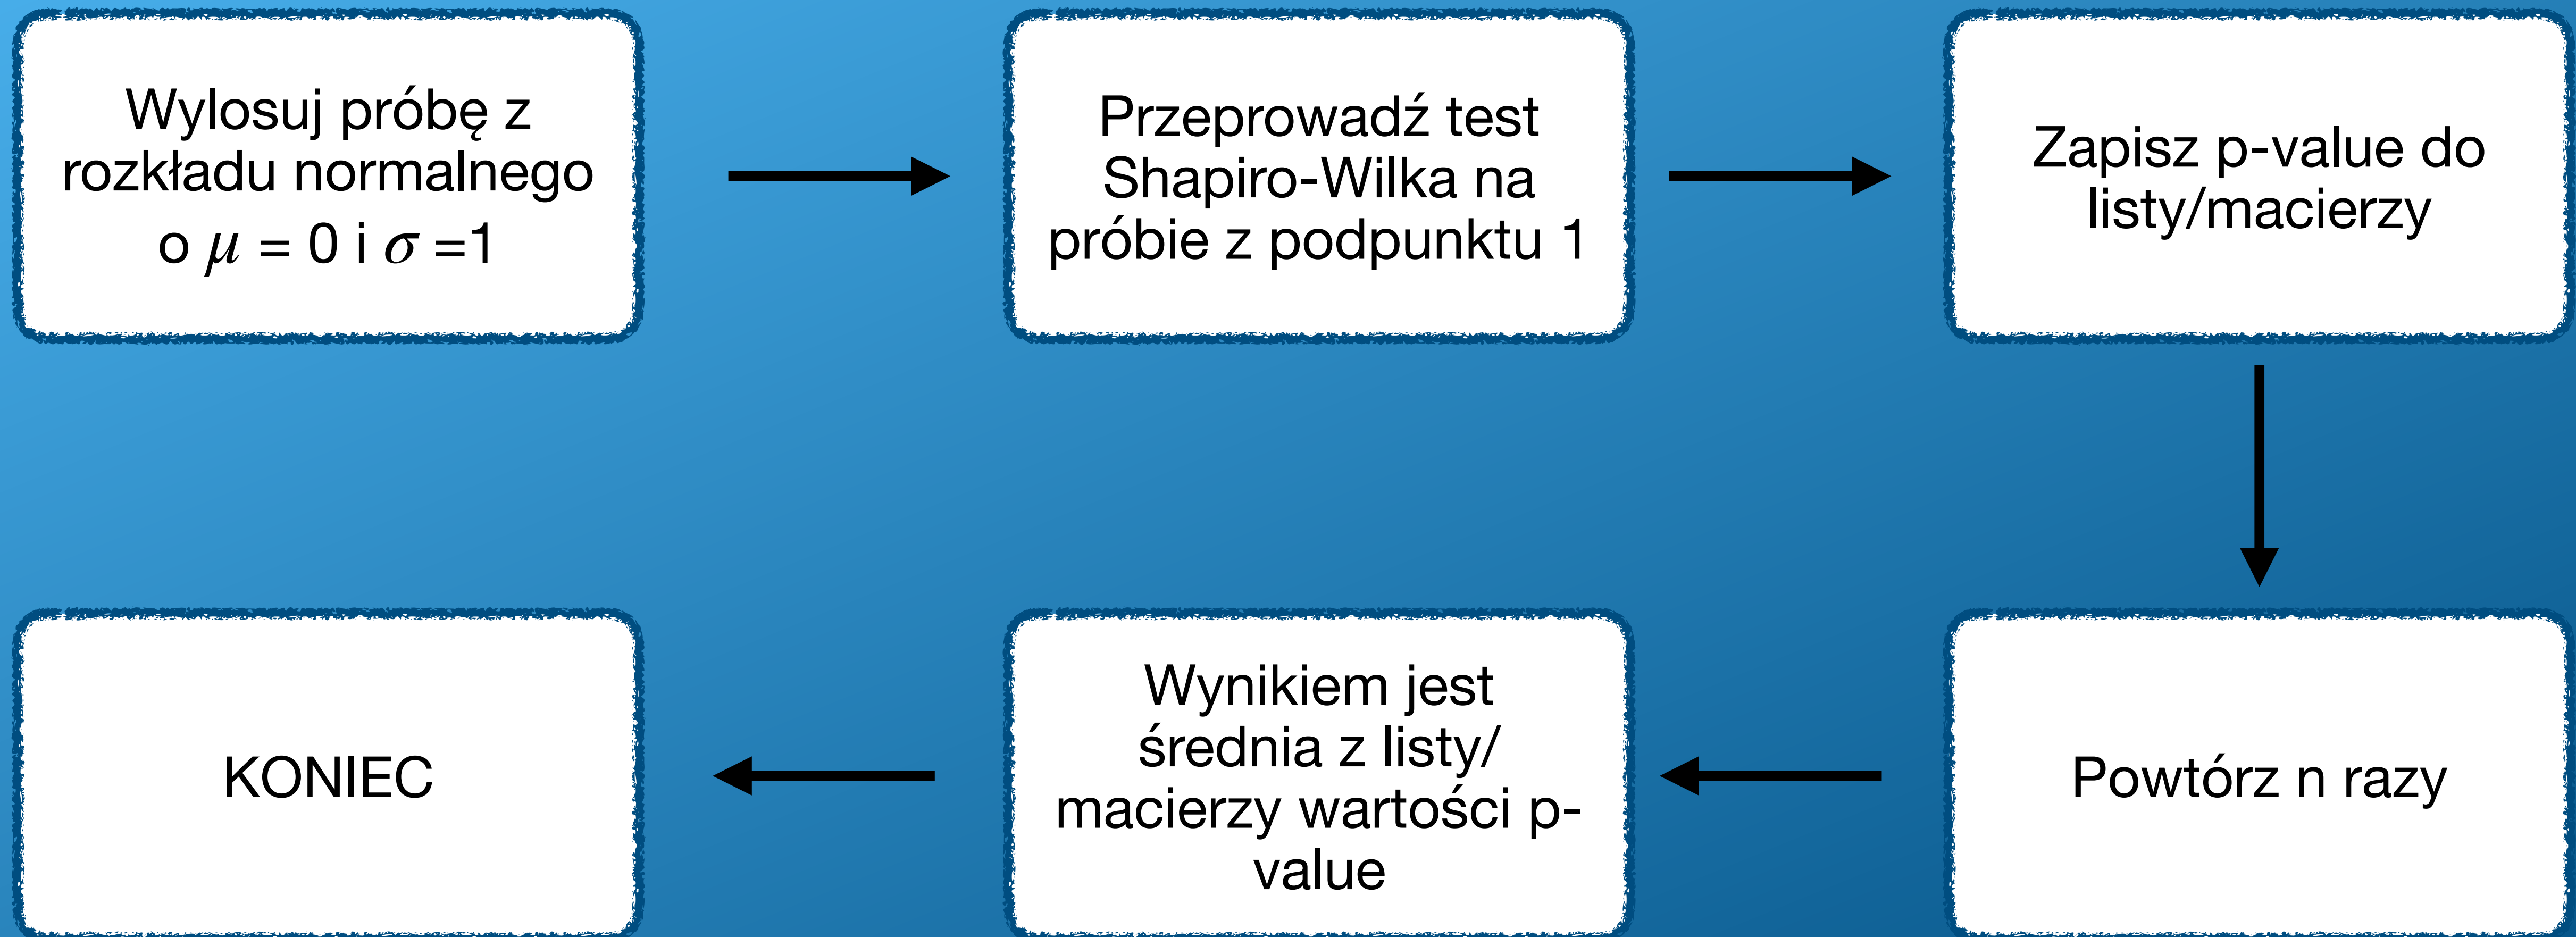 Wylosuj próbę z
rozkładu normalnego
o μ = 0 i σ =1
Przeprowadź test
Shapiro-Wilka na
próbie z podpunktu 1
Zapisz p-value do
listy/macierzy
Powtórz n razy
Wynikiem jest
średnia z listy/
macierzy wartości p-
value
KONIEC